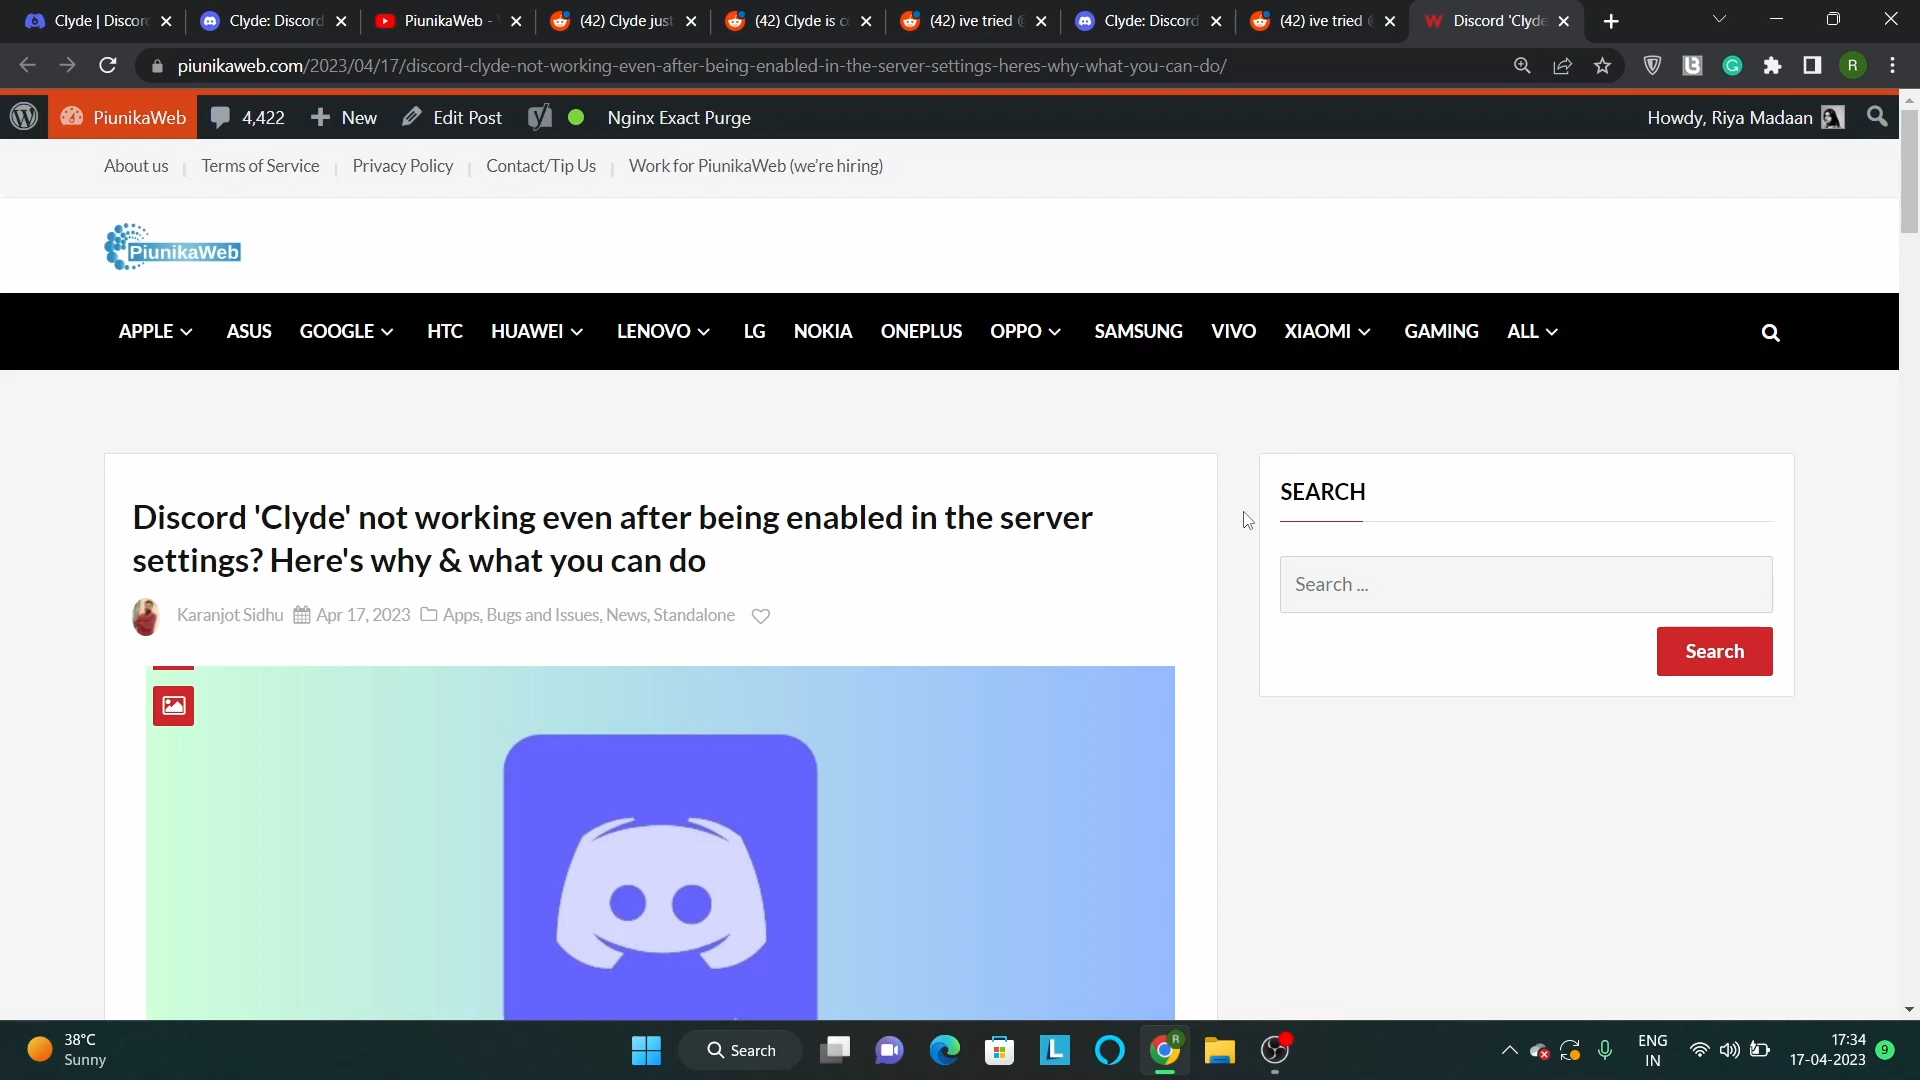 Clyde | Discor
Clyde: Discord
PiunikaWeb -
(42) Clyde just
(42) Clyde is c
(42) ive tried
Clyde: Discord
(42) ive tried
Discord 'Clyde
piunikaweb.com/2023/04/17/discord-clyde-not-working-even-after-being-enabled-in-the-server-settings-heres-why-what-you-can-do/
R
PiunikaWeb
4,422
New
Edit Post
Nginx Exact Purge
Howdy, Riya Madaan
About us
Terms of Service
Privacy Policy
Contact/Tip Us
Work for PiunikaWeb (we're hiring)
PiunikaWeb
APPLE ASUS GOOGLE HTC HUAWEI LENOVO LG NOKIA ONEPLUS OPPO SAMSUNG VIVO XIAOMI GAMING ALL
Discord 'Clyde' not working even after being enabled in the server
settings? Here's why & what you can do
Karanjot Sidhu Apr 17, 2023 Apps, Bugs and Issues, News, Standalone
SEARCH
Search ...
Search
38°C
Sunny
Search
ENG
IN
17:34
17-04-2023
9